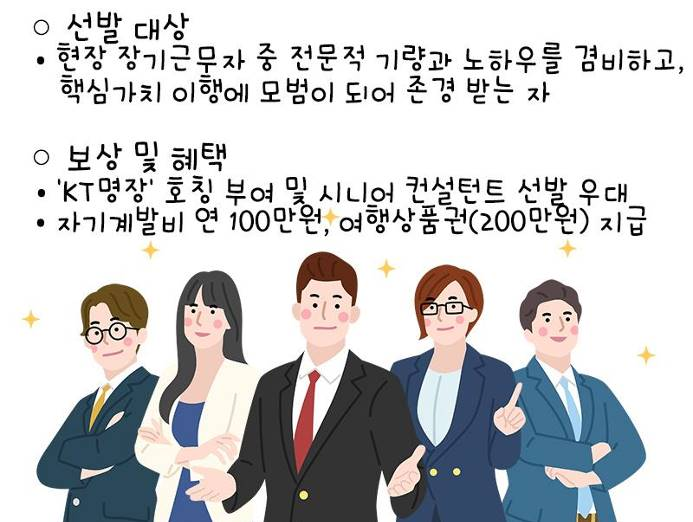 ○ 선발 대상
• 현장 장기근무자 중 전문적 기량과 노하우를 겸비하고,
핵심가치 이행에 모범이 되어 존경 받는 자
○ 보상 및 혜택
• 'KT명장' 호칭 부여 및 시니어 컨설턴트 선발 우대
• 자기계발비 연 100만원, 여행상품권(200만원) 지급